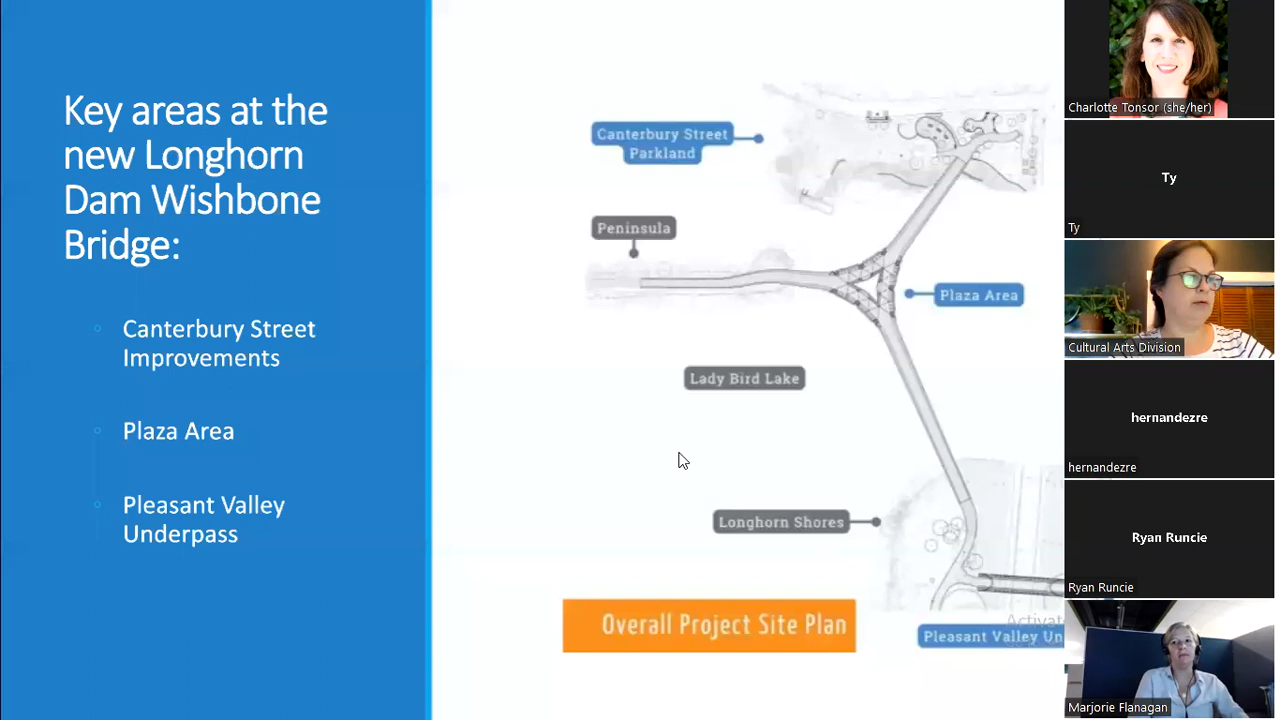 Key areas at the
new Longhorn
Dam Wishbone
Bridge:
Canterbury Street
Improvements
Plaza Area
Pleasant Valley
Underpass
Canterbury Street
Parkland
Peninsula
Plaza Area
Lady Bird Lake
Longhorn Shores
Overall Project Site Plan
Pleasant Valley Un
Activate
Charlotte Tonsor (she/her)
Ty
Ty
Cultural Arts Division
hernandezre
hernandezre
Ryan Runcie
Ryan Runcie
Marjorie Flanagan